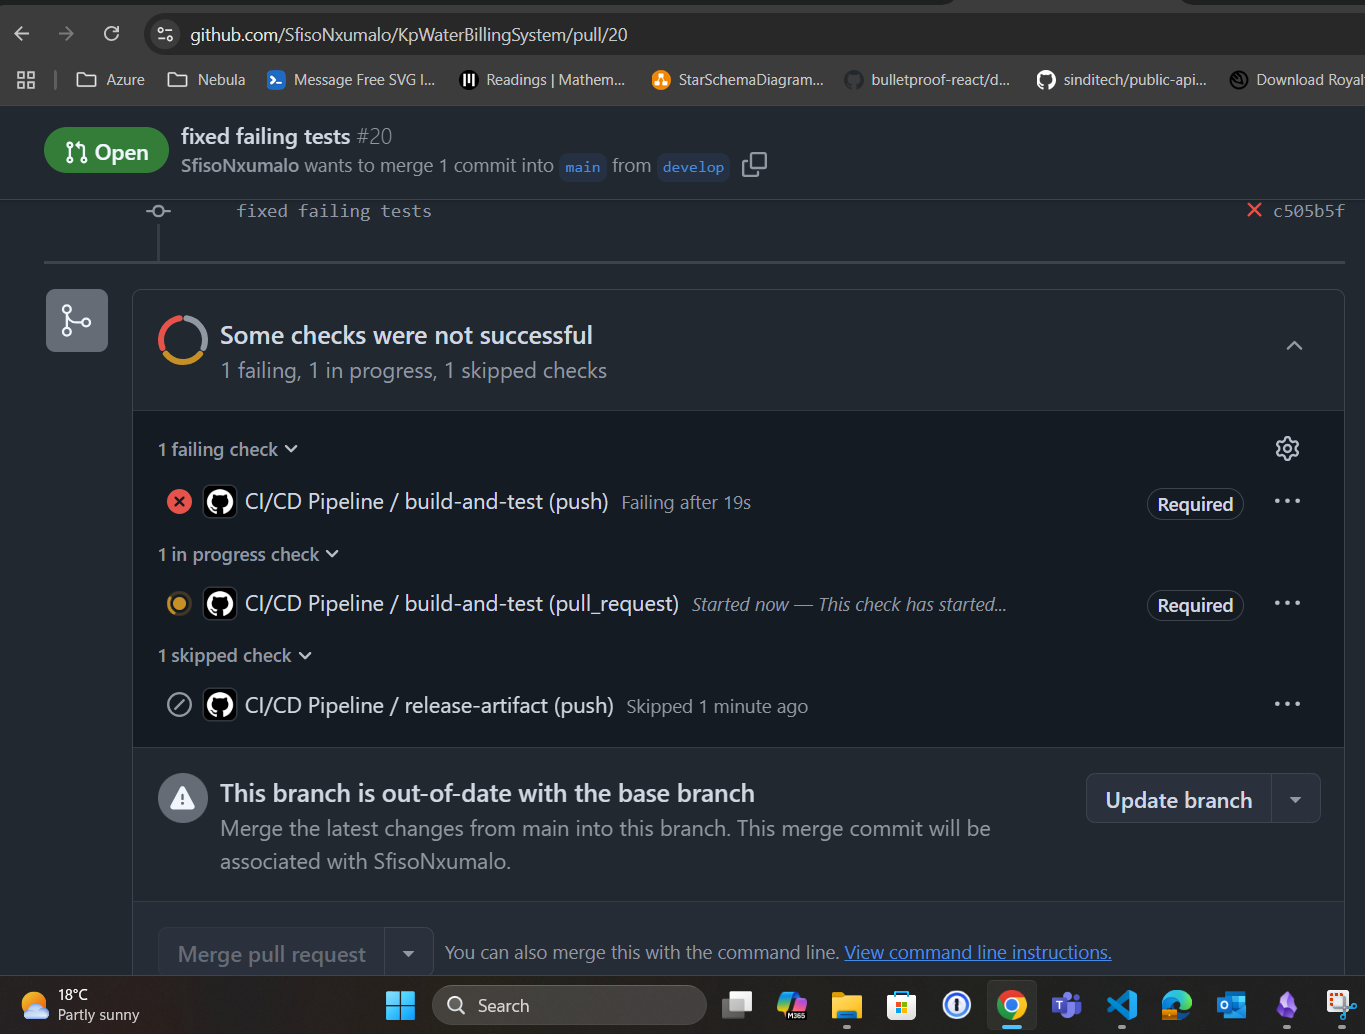 github.com/SfisoNxumalo/KpWaterBillingSystem/pull/20
Azure
Nebula
Message Free SVG I...
Readings | Mathem...
StarSchemaDiagram...
bulletproof-react/d...
sinditech/public-api...
Download Royal
Open
fixed failing tests #20
SfisoNxumalo wants to merge 1 commit into main from develop
fixed failing tests
c505b5f
Some checks were not successful
1 failing, 1 in progress, 1 skipped checks
1 failing check
CI/CD Pipeline / build-and-test (push) Failing after 19s
Required
1 in progress check
CI/CD Pipeline / build-and-test (pull_request) Started now — This check has started...
Required
1 skipped check
CI/CD Pipeline / release-artifact (push) Skipped 1 minute ago
This branch is out-of-date with the base branch
Merge the latest changes from main into this branch. This merge commit will be
associated with SfisoNxumalo.
Update branch
Merge pull request
You can also merge this with the command line. View command line instructions.
18°C
Partly sunny
Search
M365